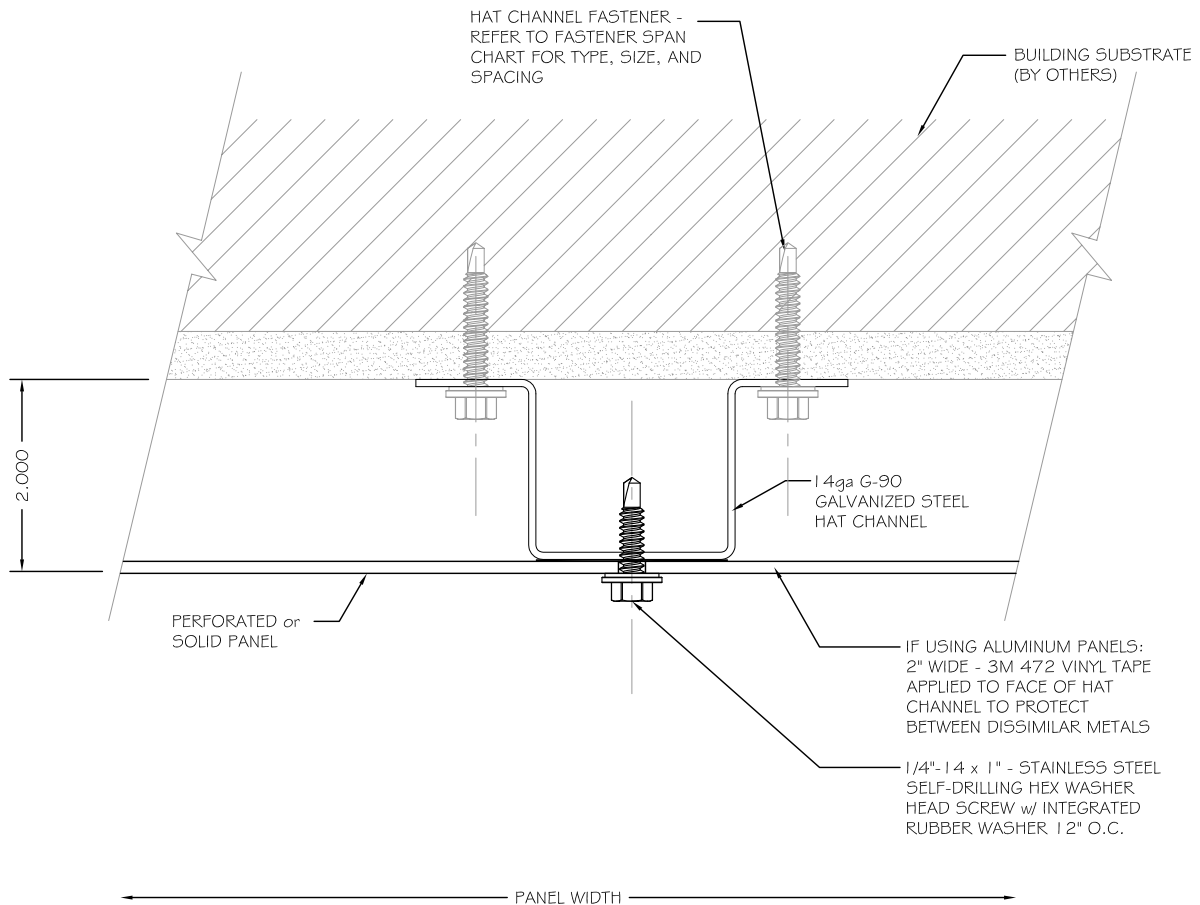 HAT CHANNEL FASTENER -
REFER TO FASTENER SPAN
CHART FOR TYPE, SIZE, AND
SPACING
BUILDING SUBSTRATE
(BY OTHERS)
2.000
14ga G-90
GALVANIZED STEEL
HAT CHANNEL
PERFORATED or
SOLID PANEL
IF USING ALUMINUM PANELS:
2" WIDE - 3M 472 VINYL TAPE
APPLIED TO FACE OF HAT
CHANNEL TO PROTECT
BETWEEN DISSIMILAR METALS
1/4"-14 x 1" - STAINLESS STEEL
SELF-DRILLING HEX WASHER
HEAD SCREW w/ INTEGRATED
RUBBER WASHER 12" O.C.
PANEL WIDTH